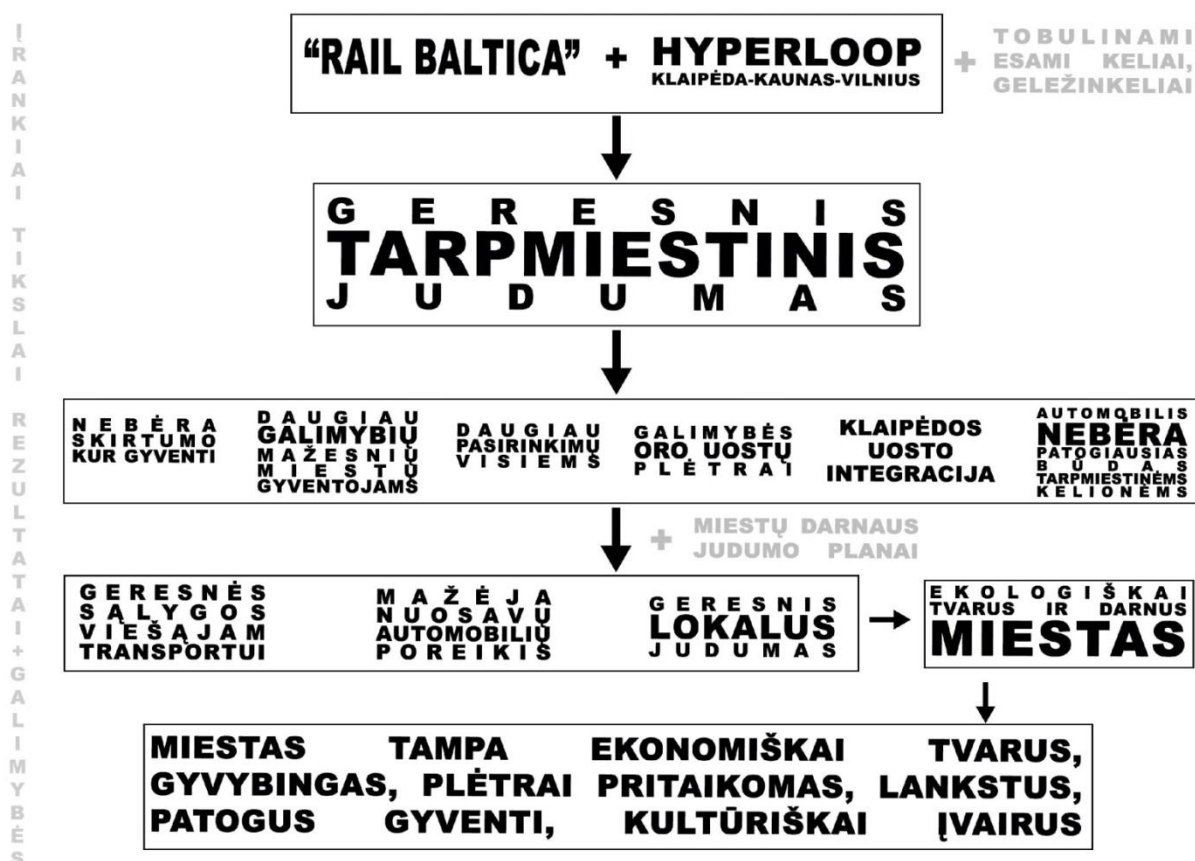 ĮRANKIAI TIKSLAI REZULTATAI+GALIMYBĖS
"RAIL BALTICA" + HYPERLOOP
KLAIPĖDA-KAUNAS-VILNIUS
+ TOBULINAMI
ESAMI KELIAI,
GELEŽINKELIAI
GERESNIS
TARPMIESTINIS
JUDUMAS
NEBĖRA
SKIRTUMO
KUR GYVENTI
DAUGIAU
GALIMYBIŲ
MAŽESNIŲ
MIESTŲ
GYVENTOJAMS
DAUGIAU
PASIRINKIMŲ
VISIEMS
GALIMYBĖS
ORO UOSTŲ
PLĖTRAI
KLAIPĖDOS
UOSTO
INTEGRACIJA
AUTOMOBILIS
NEBĖRA
PATOGIAUSIAS
BŪDAS
TARPMIESTINĖMS
KELIONĖMS
+ MIESTŲ DARNAUS
JUDUMO PLANAI
GERESNĖS
SĄLYGOS
VIEŠĄJAM
TRANSPORTUI
MAŽĖJA
NUOSAVŲ
AUTOMOBILIŲ
POREIKIS
GERESNIS
LOKALUS
JUDUMAS
EKOLOGIŠKAI
TVARUS IR DARNUS
MIESTAS
MIESTAS TAMPA EKONOMIŠKAI TVARUS,
GYVYBINGAS, PLĖTRAI PRITAIKOMAS, LANKSTUS,
PATOGUS GYVENTI, KULTŪRIŠKAI ĮVAIRUS